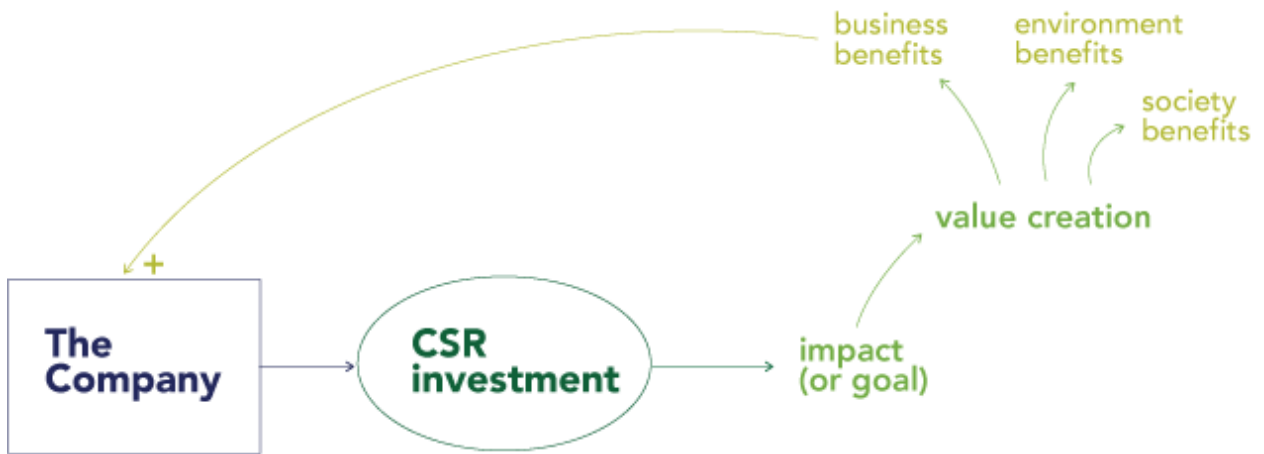 business
benefits
environment
benefits
society
benefits
value creation
+
The
Company
CSR
investment
impact
(or goal)